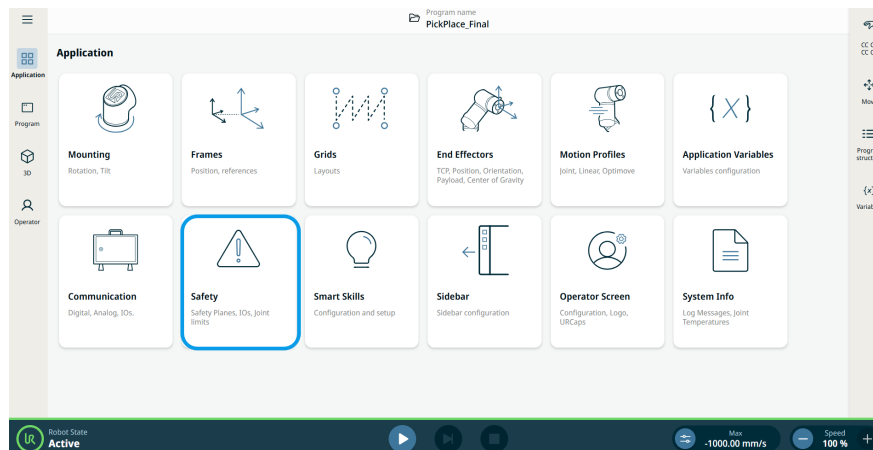 Program name
PickPlace_Final
Application
Application
Program
3D
Operator
Mounting
Rotation, Tilt
Frames
Position, references
Grids
Layouts
End Effectors
TCP, Position, Orientation,
Payload, Center of Gravity
Motion Profiles
Joint, Linear, Optimove
{ X }
Application Variables
Variables configuration
Communication
Digital, Analog, IOs.
Safety
Safety Planes, IOs, Joint
limits
Smart Skills
Configuration and setup
Sidebar
Sidebar configuration
Operator Screen
Configuration, Logo,
URCaps
System Info
Log Messages, Joint
Temperatures
CC
CC
{x}
UR
Robot State
Active
Max
-1000.00 mm/s
Speed
100 %